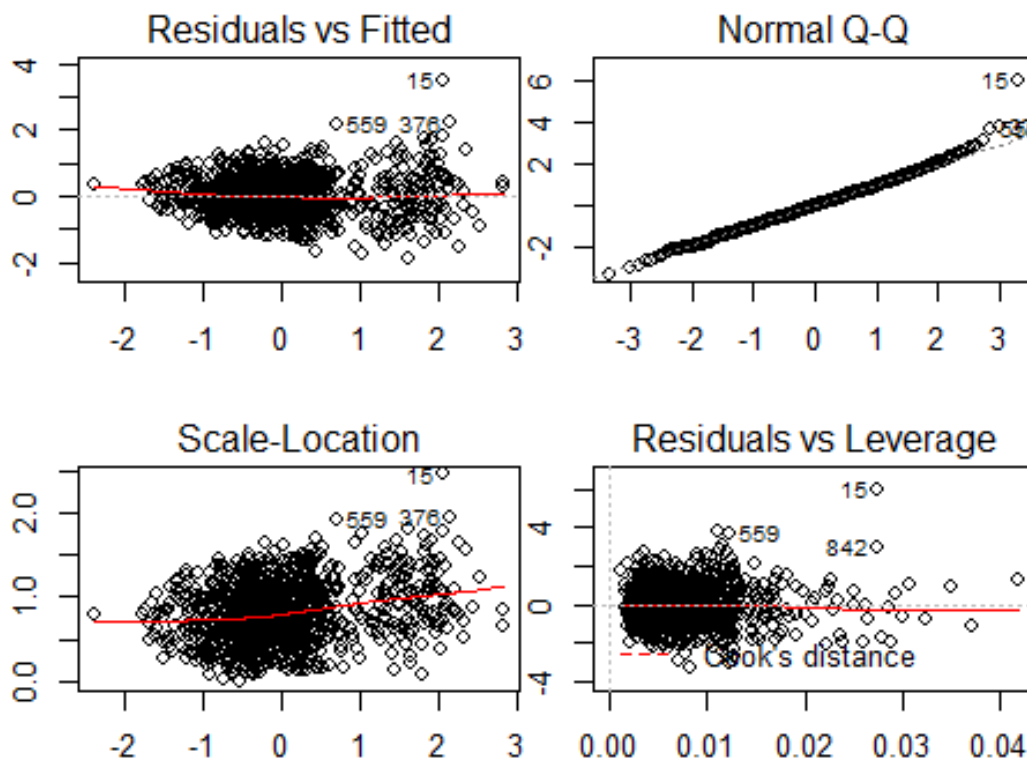 Residuals vs Fitted
4
2
0
-2
15
559 376
-2 -1 0 1 2 3
Normal Q-Q
6
4
2
-2
15
-3 -2 -1 0 1 2 3
Scale-Location
2.0
1.0
0.0
15
559 376
-2 -1 0 1 2 3
Residuals vs Leverage
4
0
-4
15
559
842
Cook's distance
0.00 0.01 0.02 0.03 0.04